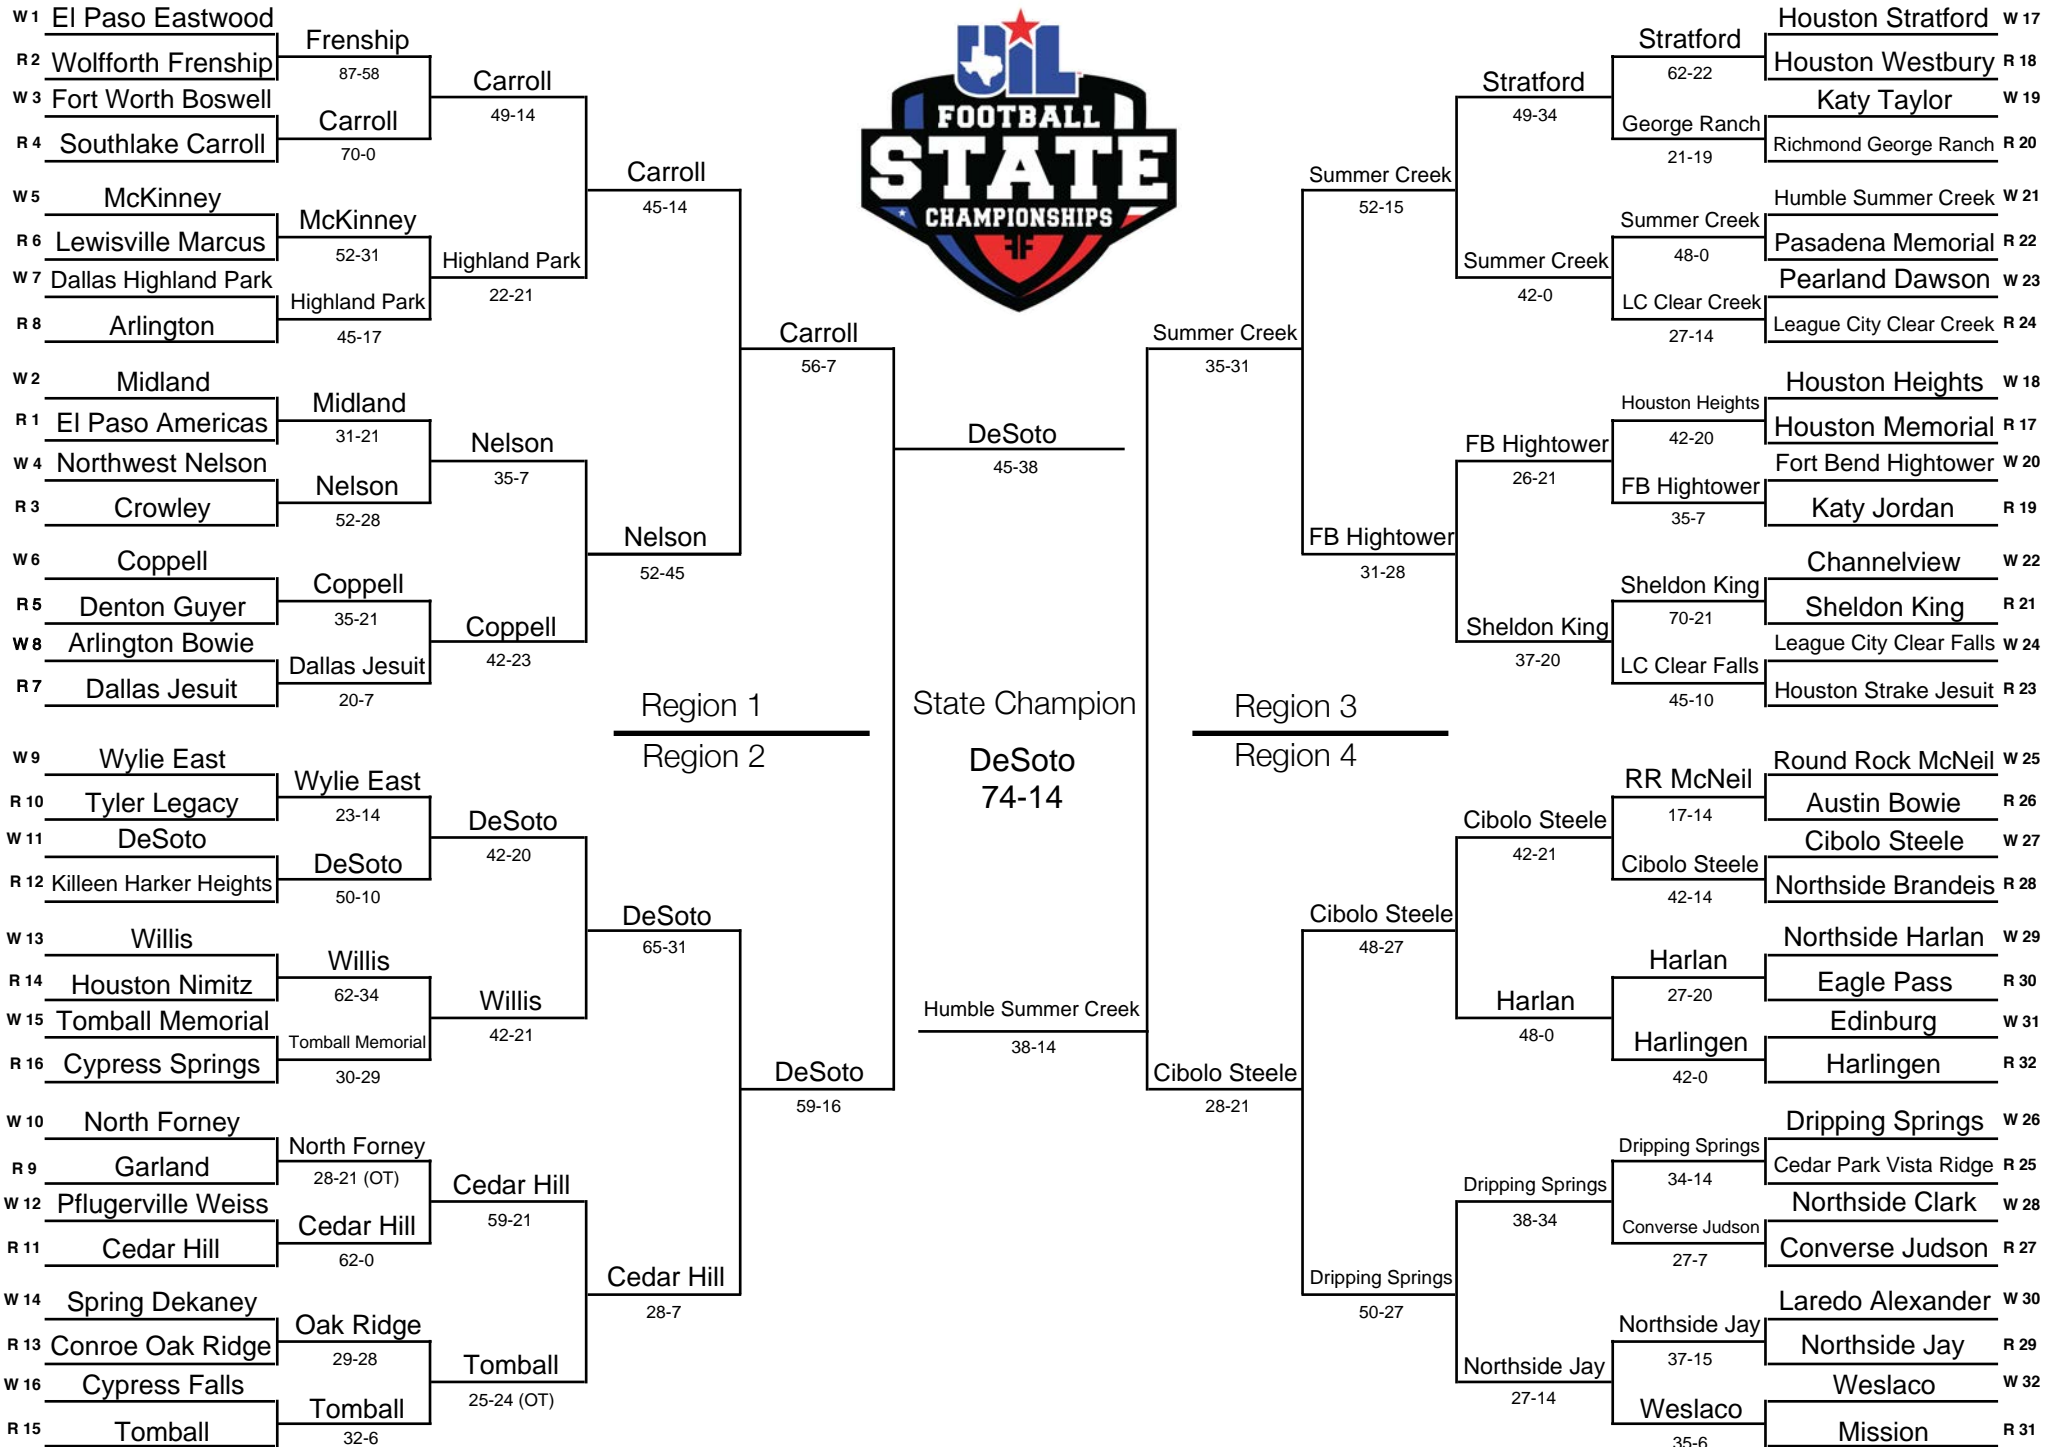 W 1 El Paso Eastwood
R 2 Wolfforth Frenship
W 3 Fort Worth Boswell
R 4 Southlake Carroll
W 5 McKinney
R 6 Lewisville Marcus
W 7 Dallas Highland Park
R 8 Arlington
W 2 Midland
R 1 El Paso Americas
W 4 Northwest Nelson
R 3 Crowley
W 6 Coppell
R 5 Denton Guyer
W 8 Arlington Bowie
R 7 Dallas Jesuit
W 9 Wylie East
R 10 Tyler Legacy
W 11 DeSoto
R 12 Killeen Harker Heights
W 13 Willis
R 14 Houston Nimitz
W 15 Tomball Memorial
R 16 Cypress Springs
W 10 North Forney
R 9 Garland
W 12 Pflugerville Weiss
R 11 Cedar Hill
W 14 Spring Dekaney
R 13 Conroe Oak Ridge
W 16 Cypress Falls
R 15 Tomball
Frenship
87-58
Carroll
70-0
McKinney
52-31
Highland Park
45-17
Midland
31-21
Nelson
52-28
Coppell
35-21
Dallas Jesuit
20-7
Wylie East
23-14
DeSoto
50-10
Willis
62-34
Tomball Memorial
30-29
North Forney
28-21 (OT)
Cedar Hill
62-0
Oak Ridge
29-28
Tomball
32-6
Carroll
49-14
Highland Park
22-21
Nelson
35-7
Coppell
42-23
DeSoto
42-20
Willis
42-21
Cedar Hill
59-21
Tomball
25-24 (OT)
Carroll
45-14
Nelson
52-45
DeSoto
65-31
Cedar Hill
28-7
Carroll
56-7
DeSoto
59-16
Region 1
Region 2
UIL
FOOTBALL
STATE
CHAMPIONSHIPS
DeSoto
45-38
State Champion
DeSoto
74-14
Humble Summer Creek
38-14
Region 3
Region 4
Summer Creek
35-31
Cibolo Steele
28-21
Summer Creek
52-15
FB Hightower
31-28
Cibolo Steele
48-27
Dripping Springs
50-27
Stratford
49-34
Summer Creek
42-0
FB Hightower
26-21
Sheldon King
37-20
Cibolo Steele
42-21
Harlan
48-0
Dripping Springs
38-34
Northside Jay
27-14
Stratford
62-22
George Ranch
21-19
Summer Creek
48-0
LC Clear Creek
27-14
Houston Heights
42-20
FB Hightower
35-7
Sheldon King
70-21
LC Clear Falls
45-10
RR McNeil
17-14
Cibolo Steele
42-14
Harlan
27-20
Harlingen
42-0
Dripping Springs
34-14
Converse Judson
27-7
Northside Jay
37-15
Weslaco
35-6
Houston Stratford W 17
Houston Westbury R 18
Katy Taylor W 19
Richmond George Ranch R 20
Humble Summer Creek W 21
Pasadena Memorial R 22
Pearland Dawson W 23
League City Clear Creek R 24
Houston Heights W 18
Houston Memorial R 17
Fort Bend Hightower W 20
Katy Jordan R 19
Channelview W 22
Sheldon King R 21
League City Clear Falls W 24
Houston Strake Jesuit R 23
Round Rock McNeil W 25
Austin Bowie R 26
Cibolo Steele W 27
Northside Brandeis R 28
Northside Harlan W 29
Eagle Pass R 30
Edinburg W 31
Harlingen R 32
Dripping Springs W 26
Cedar Park Vista Ridge R 25
Northside Clark W 28
Converse Judson R 27
Laredo Alexander W 30
Northside Jay R 29
Weslaco W 32
Mission R 31